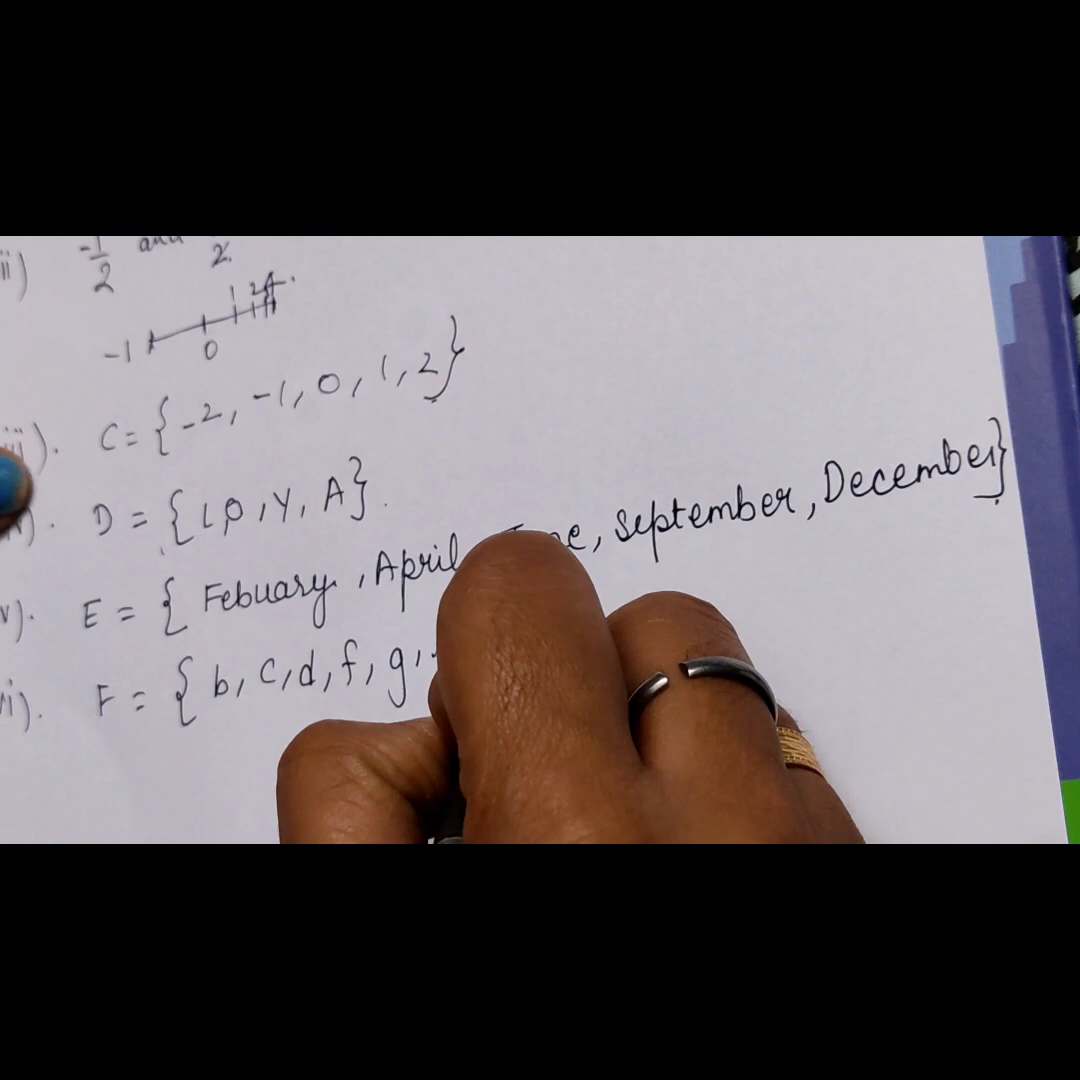 ii) -1/2 and 2
-1 0 1 2
iii). C = {-2, -1, 0, 1, 2}
D = {L, O, Y, A}.
v). E = { Febuary, April, September, December}
vi). F = { b, c, d, f, g,